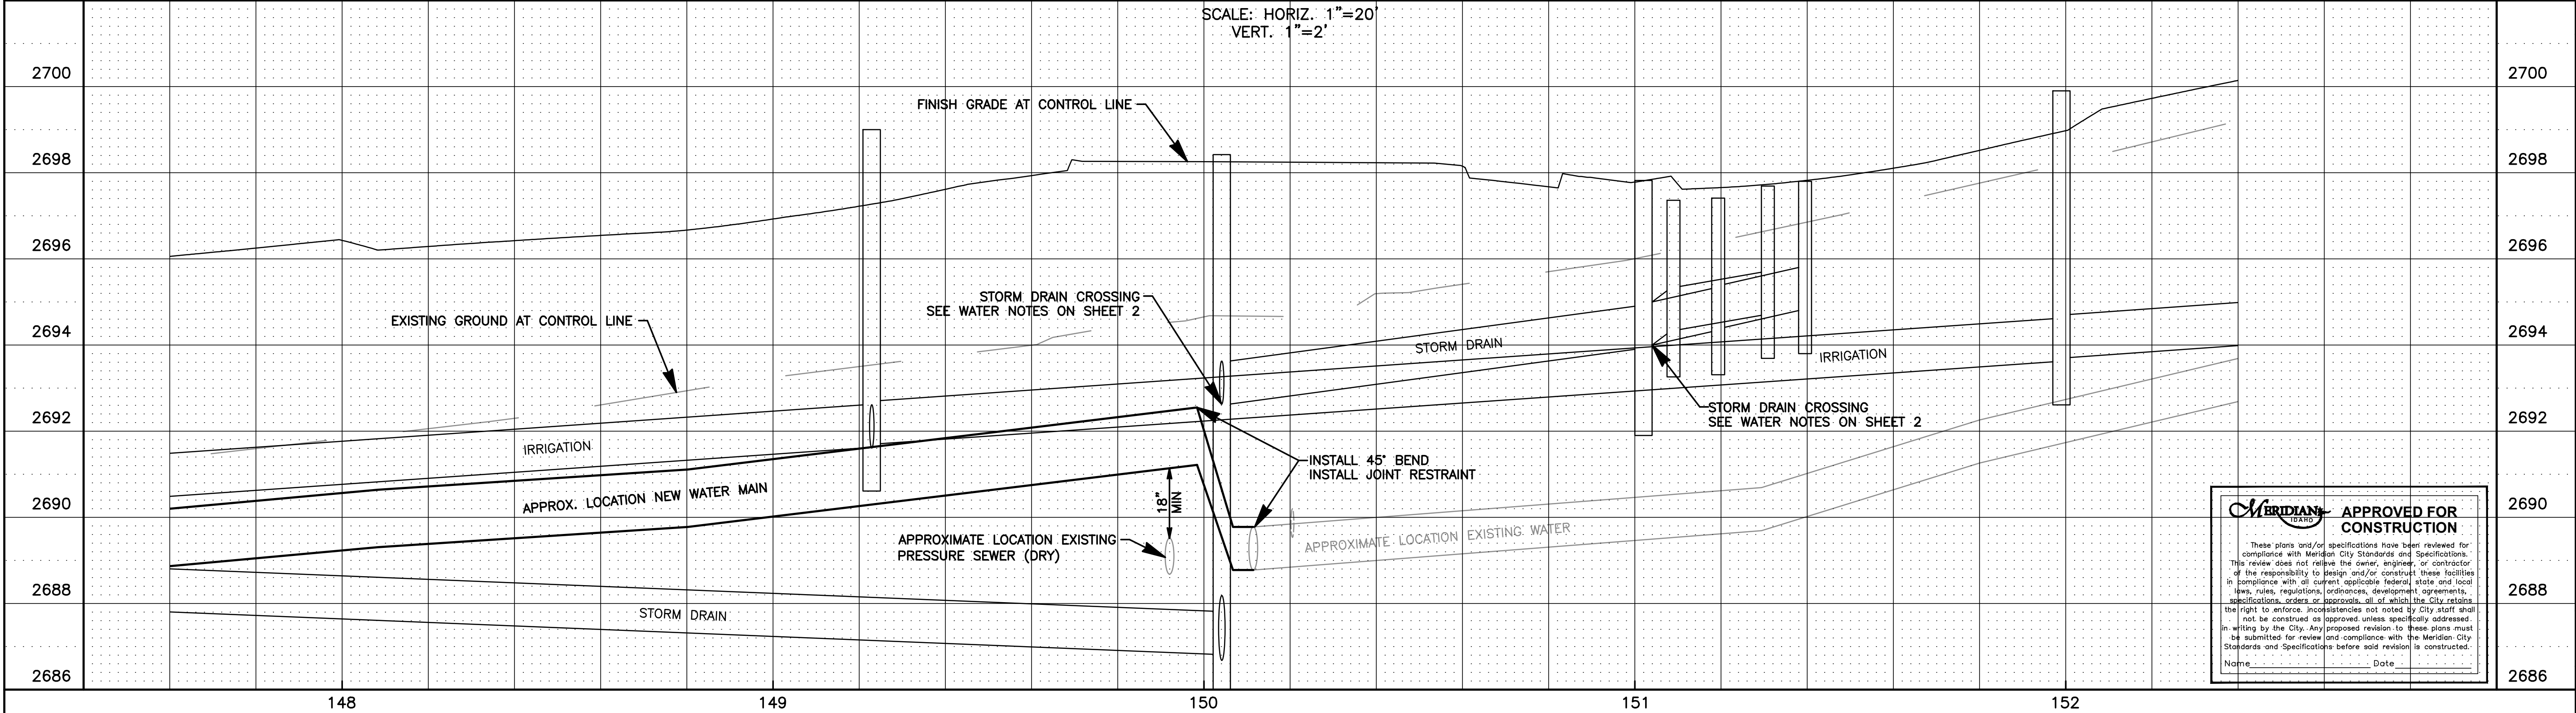 SCALE: HORIZ. 1"=20'
VERT. 1"=2'
2700
2700
FINISH GRADE AT CONTROL LINE
2698
2698
2696
2696
STORM DRAIN CROSSING
SEE WATER NOTES ON SHEET 2
EXISTING GROUND AT CONTROL LINE
2694
STORM DRAIN
IRRIGATION
2694
STORM DRAIN CROSSING
SEE WATER NOTES ON SHEET 2
2692
IRRIGATION
2692
INSTALL 45° BEND
INSTALL JOINT RESTRAINT
APPROX. LOCATION NEW WATER MAIN
18"
MIN
2690
2690
APPROXIMATE LOCATION EXISTING
PRESSURE SEWER (DRY)
APPROXIMATE LOCATION EXISTING WATER
2688
STORM DRAIN
2688
MERIDIAN
IDAHO
APPROVED FOR
CONSTRUCTION
These plans and/or specifications have been reviewed for
compliance with Meridian City Standards and Specifications.
This review does not relieve the owner, engineer, or contractor
of the responsibility to design and/or construct these facilities
in compliance with all current applicable federal, state and local
laws, rules, regulations, ordinances, development agreements,
specifications, orders or approvals, all of which the City retains
the right to enforce. Inconsistencies not noted by City staff shall
not be construed as approved unless specifically addressed
in writing by the City. Any proposed revision to these plans must
be submitted for review and compliance with the Meridian City
Standards and Specifications before said revision is constructed.
Name Date
2686
2686
148
149
150
151
152